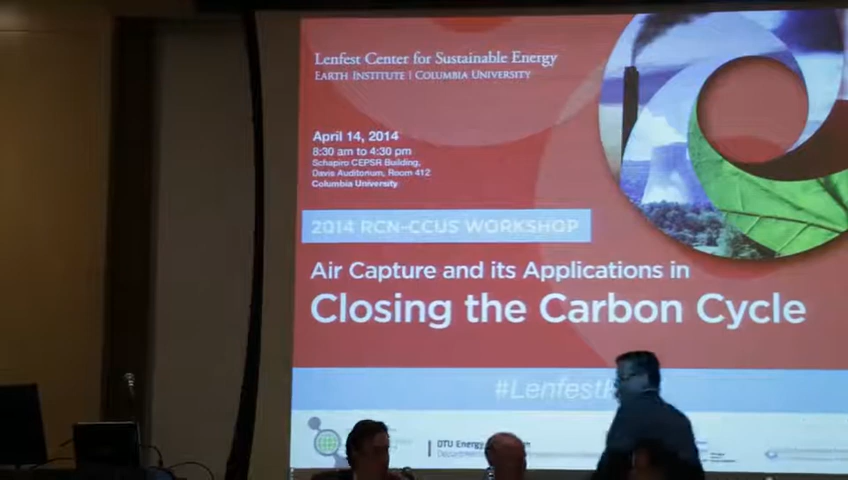 Lenfest Center for Sustainable Energy
EARTH INSTITUTE | COLUMBIA UNIVERSITY
April 14, 2014
8:30 am to 4:30 pm
Schapiro CEPSR Building,
Davis Auditorium, Room 412
Columbia University
2014 RCN-CCUS WORKSHOP
Air Capture and its Applications in
Closing the Carbon Cycle
DTU Energy